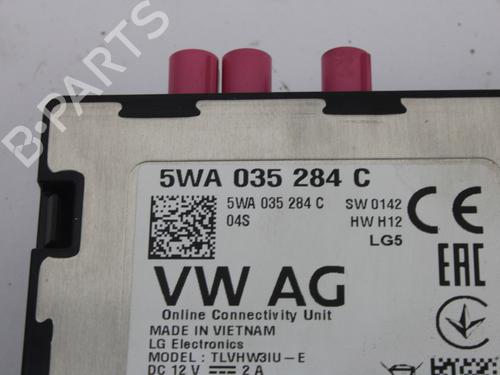 B-PARTS
5WA 035 284 C
5WA 035 284 C SW 0142
04S HW H12
LG5
CE
EAC
VW AG
Online Connectivity Unit
MADE IN VIETNAM
LG Electronics
MODEL : TLVHW3IU-E
DC 12 V 2 A